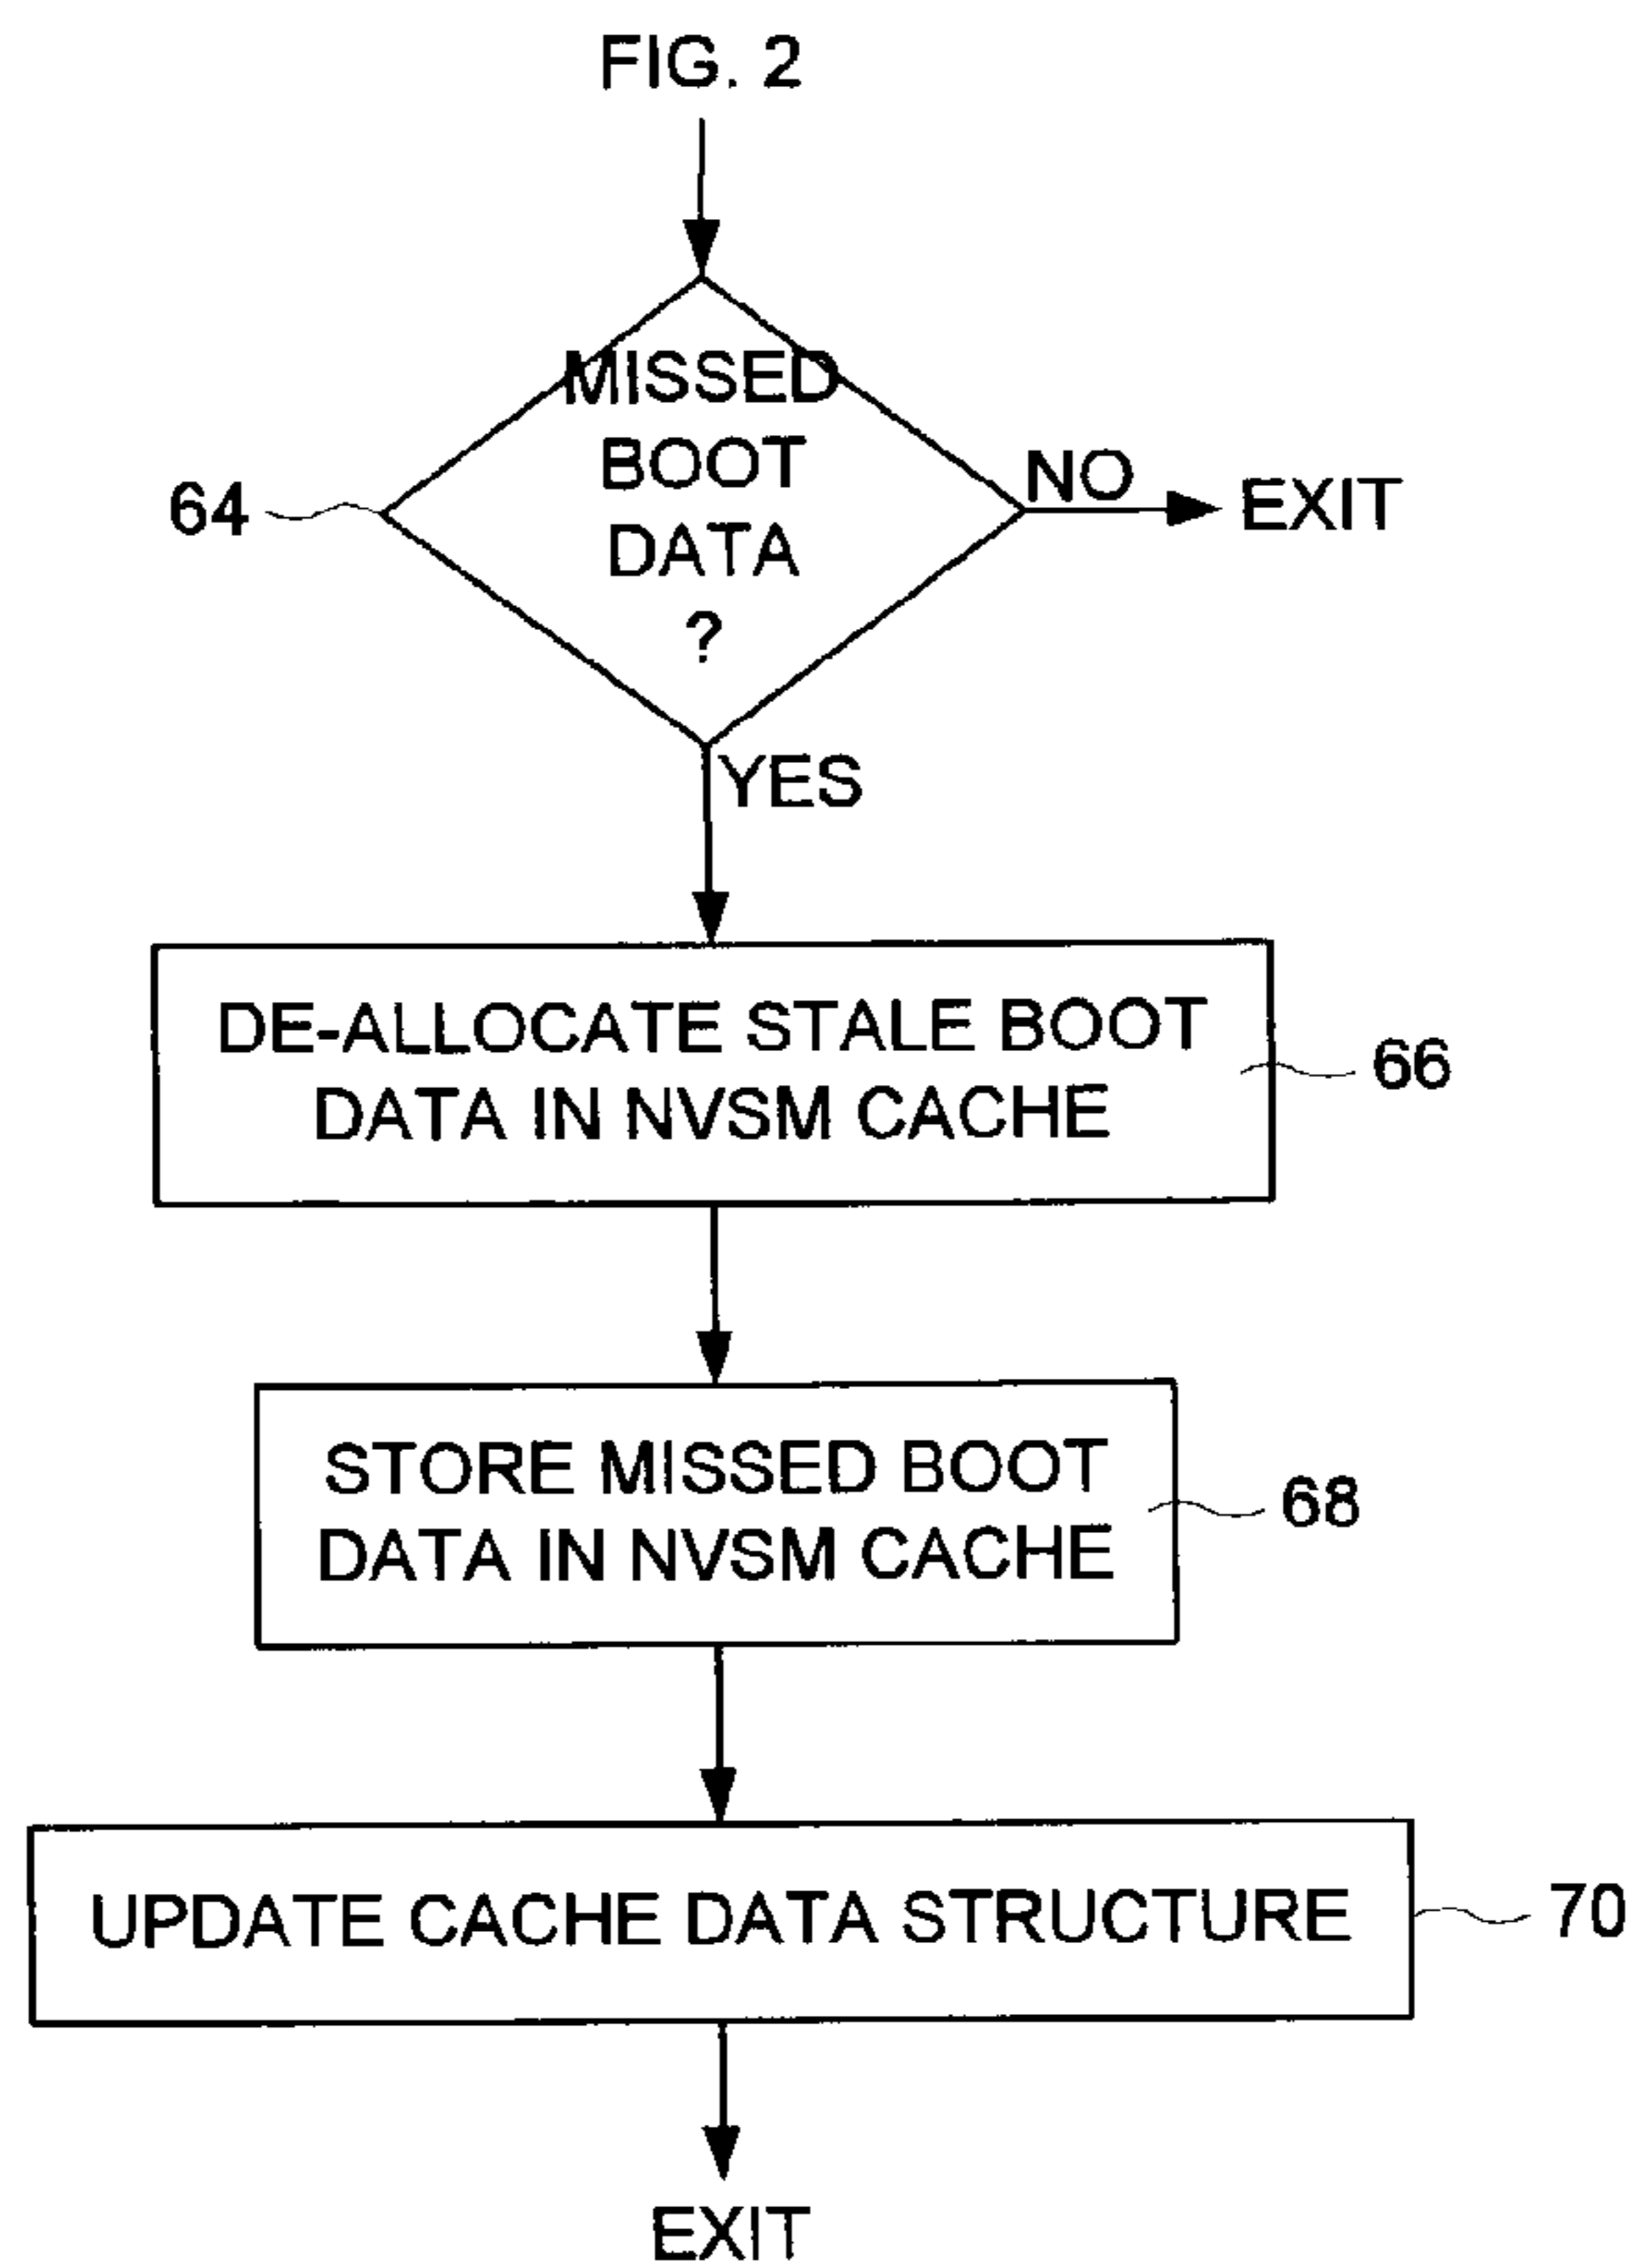 FIG. 2
MISSED
BOOT
DATA
?
64
NO
EXIT
YES
DE-ALLOCATE STALE BOOT
DATA IN NVSM CACHE
66
STORE MISSED BOOT
DATA IN NVSM CACHE
68
UPDATE CACHE DATA STRUCTURE
70
EXIT